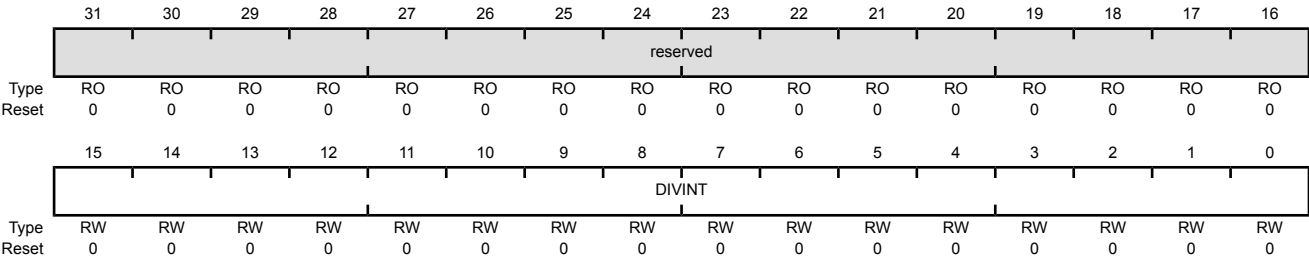 31 30 29 28 27 26 25 24 23 22 21 20 19 18 17 16
reserved
Type RO RO RO RO RO RO RO RO RO RO RO RO RO RO RO RO
Reset 0 0 0 0 0 0 0 0 0 0 0 0 0 0 0 0
15 14 13 12 11 10 9 8 7 6 5 4 3 2 1 0
DIVINT
Type RW RW RW RW RW RW RW RW RW RW RW RW RW RW RW RW
Reset 0 0 0 0 0 0 0 0 0 0 0 0 0 0 0 0